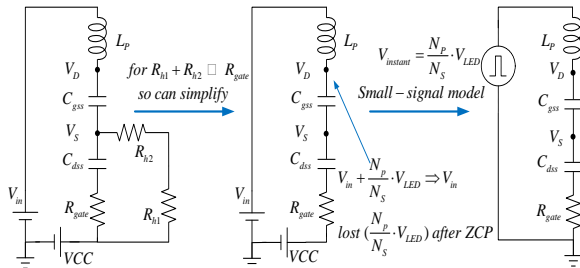 L_P
V_D
C_gss
V_S
R_h2
C_dss
V_in
R_gate
R_h1
VCC
for R_h1 + R_h2 □ R_gate
so can simplify
L_P
V_D
C_gss
V_S
C_dss
V_in
R_gate
VCC
V_in + N_p/N_S · V_LED ⇒ V_in
lost (N_p/N_S · V_LED) after ZCP
V_instant = N_P/N_S · V_LED
Small – signal model
L_P
V_D
C_gss
V_S
C_dss
R_gate